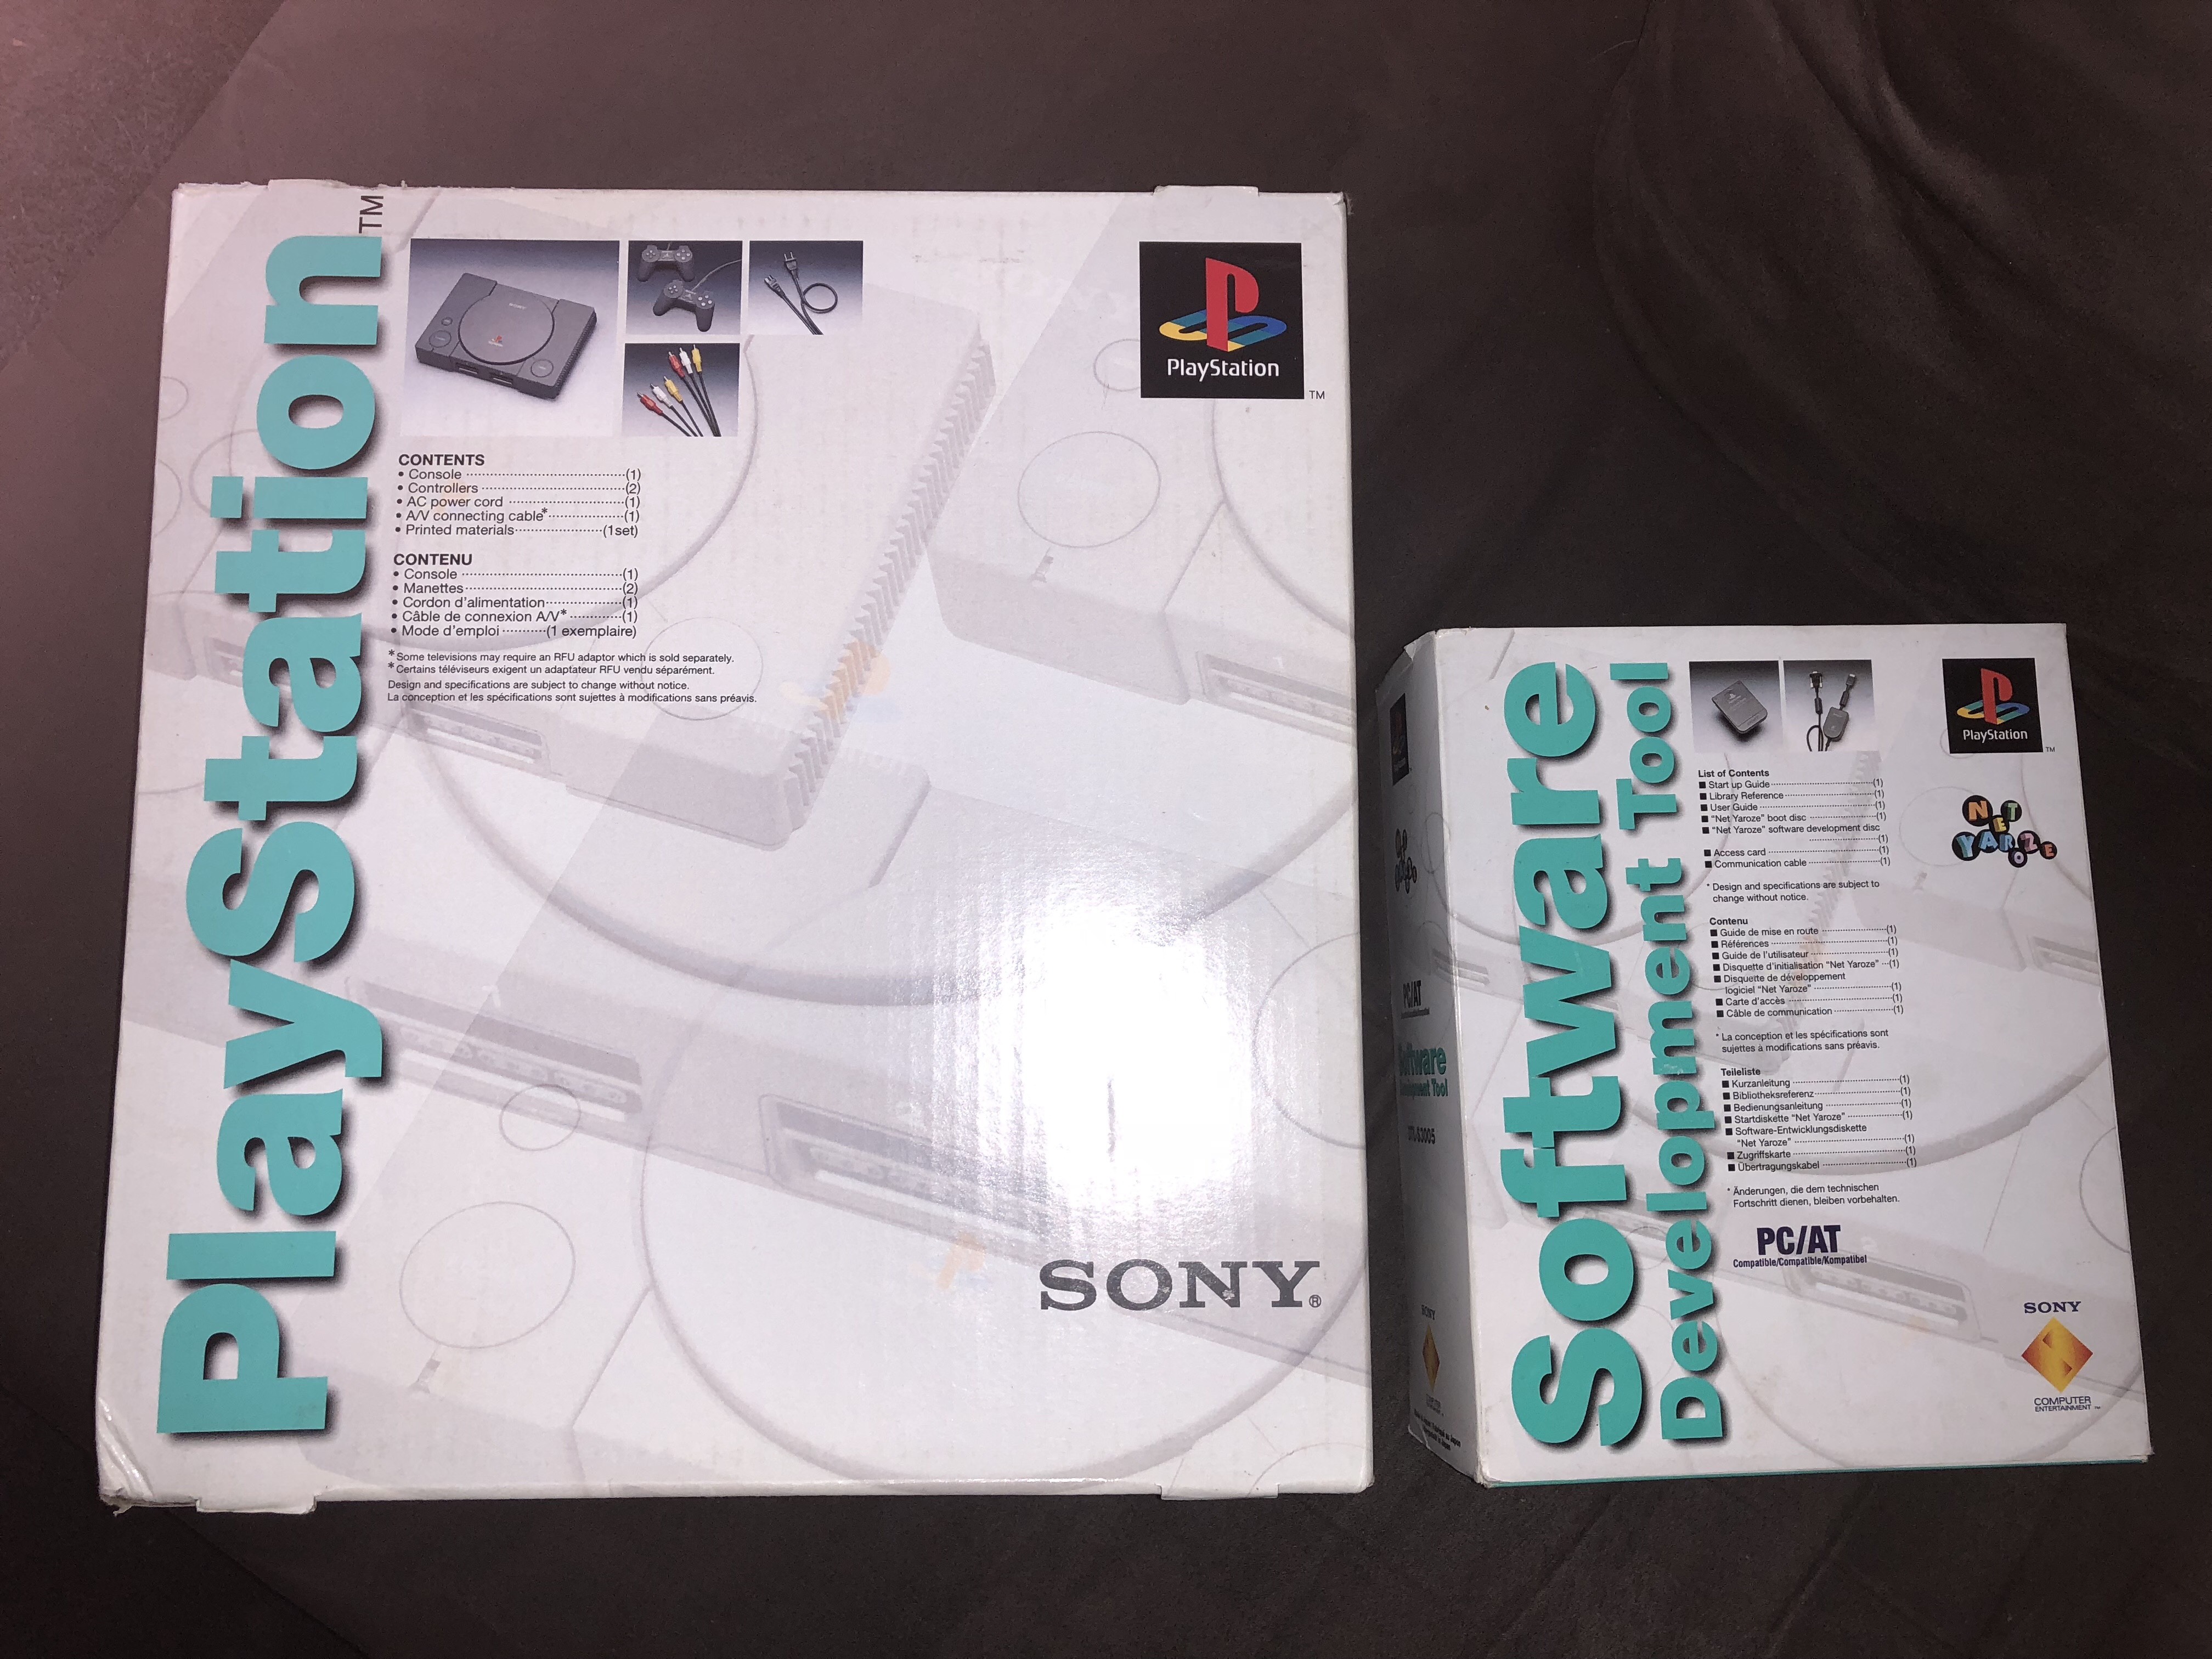 PlayStation™
PlayStation
TM
CONTENTS
• Console (1)
• Controllers (2)
• AC power cord (1)
• A/V connecting cable* (1)
• Printed materials (1set)
CONTENU
• Console (1)
• Manettes (2)
• Cordon d'alimentation (1)
• Câble de connexion A/V* (1)
• Mode d'emploi (1 exemplaire)
*Some televisions may require an RFU adaptor which is sold separately.
*Certains téléviseurs exigent un adaptateur RFU vendu séparément.
Design and specifications are subject to change without notice.
La conception et les spécifications sont sujettes à modifications sans préavis.
SONY®
PC/AT
Software
Development Tool
SONY
Software
Development Tool
PlayStation
TM
NET
YAROZE
List of Contents
■ Start up Guide (1)
■ Library Reference (1)
■ User Guide (1)
■ "Net Yaroze" boot disc (1)
■ "Net Yaroze" software development disc
(1)
■ Access card (1)
■ Communication cable (1)
* Design and specifications are subject to
change without notice.
Contenu
■ Guide de mise en route (1)
■ Références (1)
■ Guide de l'utilisateur (1)
■ Disquette d'initialisation "Net Yaroze" (1)
■ Disquette de développement
logiciel "Net Yaroze" (1)
■ Carte d'accès (1)
■ Câble de communication (1)
* La conception et les spécifications sont
sujettes à modifications sans préavis.
Teileliste
■ Kurzanleitung (1)
■ Bibliotheksreferenz (1)
■ Bedienungsanleitung (1)
■ Startdiskette "Net Yaroze" (1)
■ Software-Entwicklungsdiskette
"Net Yaroze" (1)
■ Zugriffskarte (1)
■ Übertragungskabel (1)
* Änderungen, die dem technischen
Fortschritt dienen, bleiben vorbehalten.
PC/AT
Compatible/Compatible/Kompatibel
SONY
COMPUTER
ENTERTAINMENT™